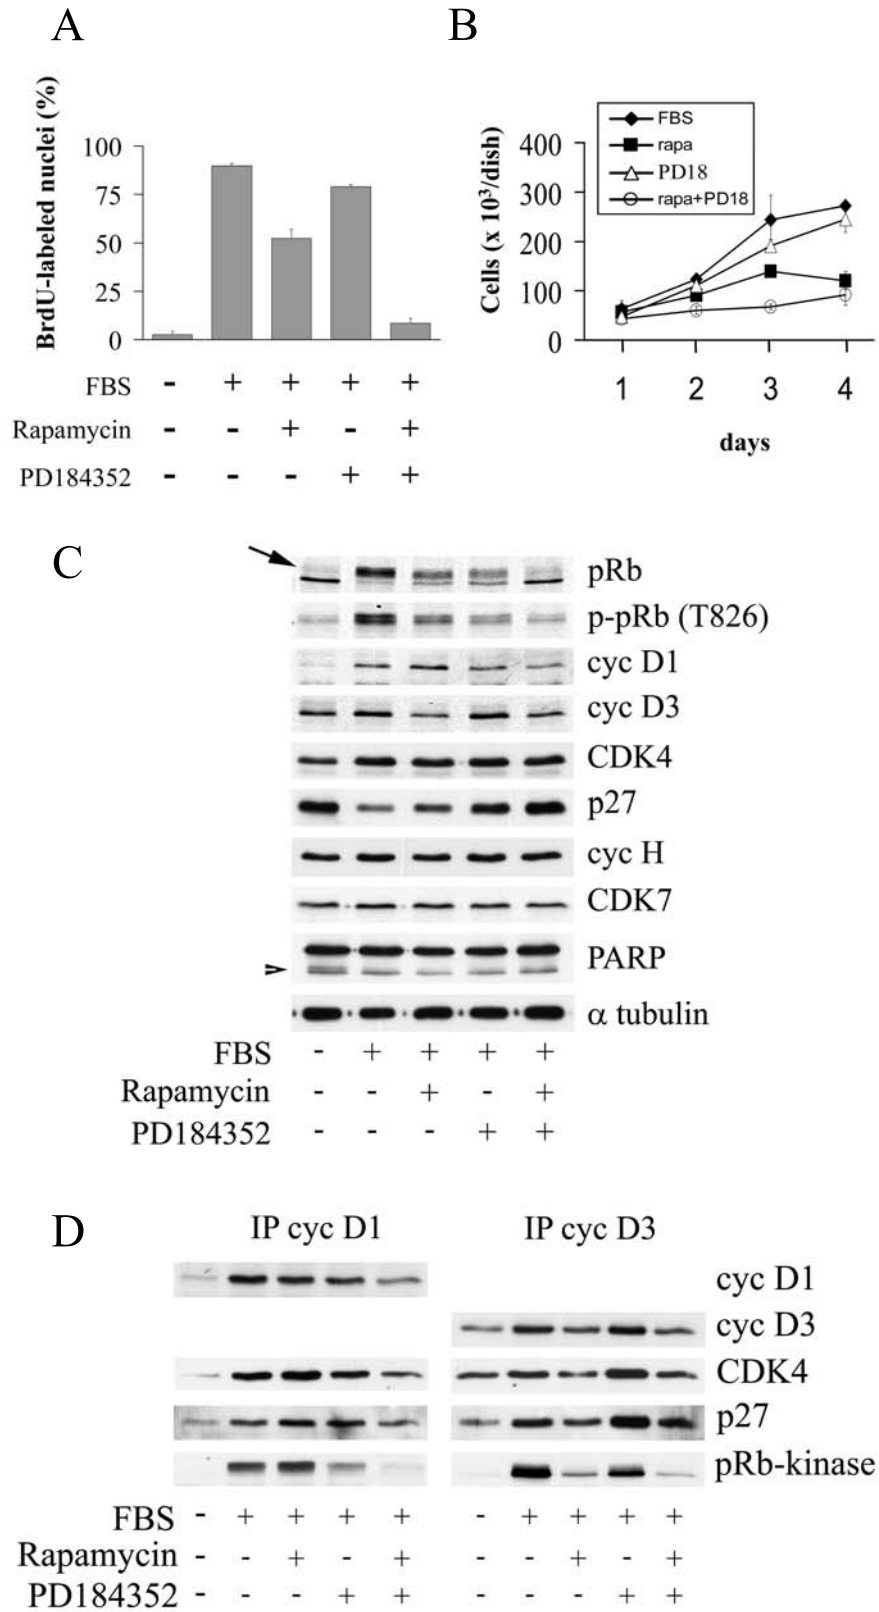 A
BrdU-labeled nuclei (%)
100
75
50
25
0
FBS - + + + +
Rapamycin - - + - +
PD184352 - - - + +
B
Cells (x 10³/dish)
400
300
200
100
0
FBS
rapa
PD18
rapa+PD18
1 2 3 4
days
C
pRb
p-pRb (T826)
cyc D1
cyc D3
CDK4
p27
cyc H
CDK7
PARP
α tubulin
FBS - + + + +
Rapamycin - - + - +
PD184352 - - - + +
D
IP cyc D1 IP cyc D3
cyc D1
cyc D3
CDK4
p27
pRb-kinase
FBS - + + + + - + + + +
Rapamycin - - + - + - - + - +
PD184352 - - - + + - - - + +